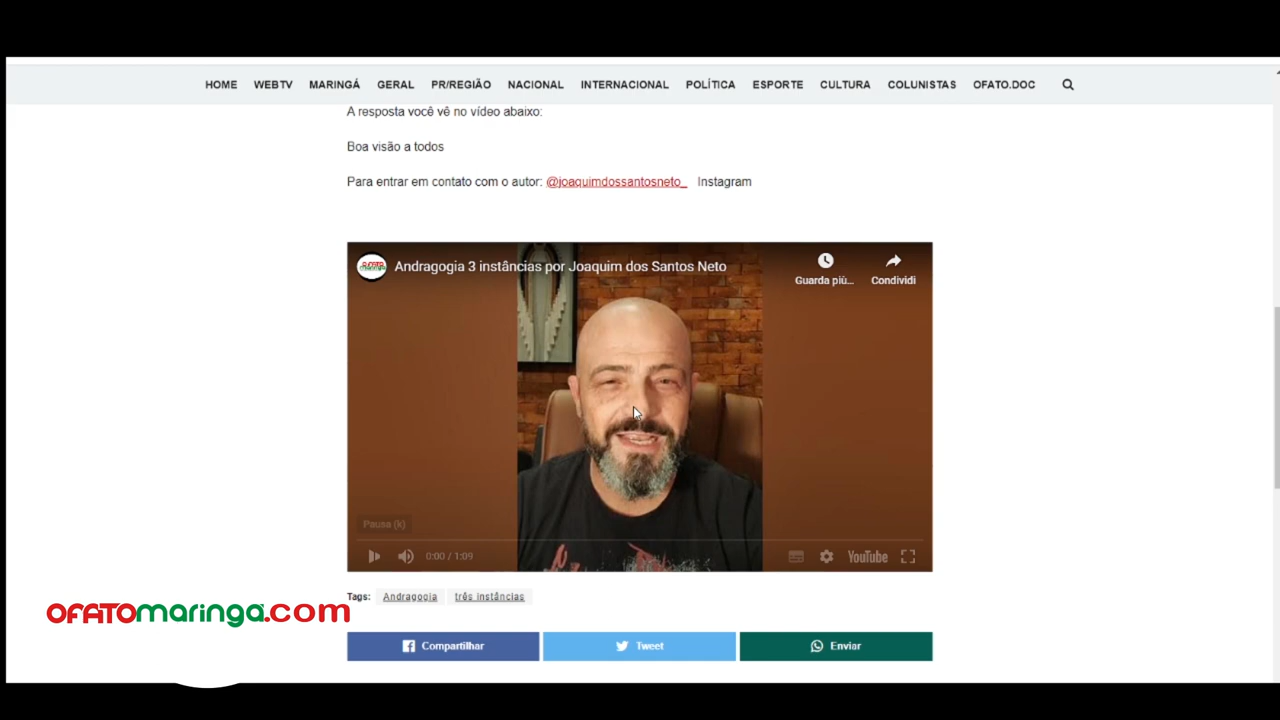 HOME WEBTV MARINGÁ GERAL PR/REGIÃO NACIONAL INTERNACIONAL POLÍTICA ESPORTE CULTURA COLUNISTAS OFATO.DOC
A resposta você vê no vídeo abaixo:
Boa visão a todos
Para entrar em contato com o autor: @joaquimdossantosneto_ Instagram
Andragogia 3 instâncias por Joaquim dos Santos Neto
Guarda più... Condividi
Pausa (k)
0:00 / 1:09 YouTube
Tags: Andragogia três instâncias
OFATOmaringa.com
Compartilhar Tweet Enviar